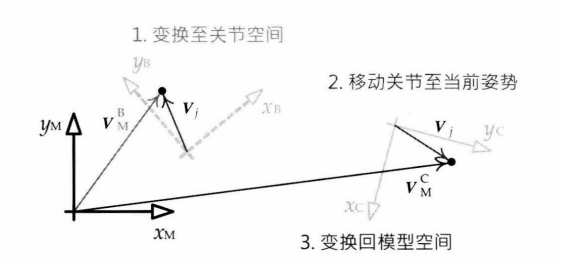 1. 变换至关节空间
y_B
2. 移动关节至当前姿势
x_B
V_M^B
V_j
y_M
V_j
y_C
V_M^C
x_C
x_M
3. 变换回模型空间